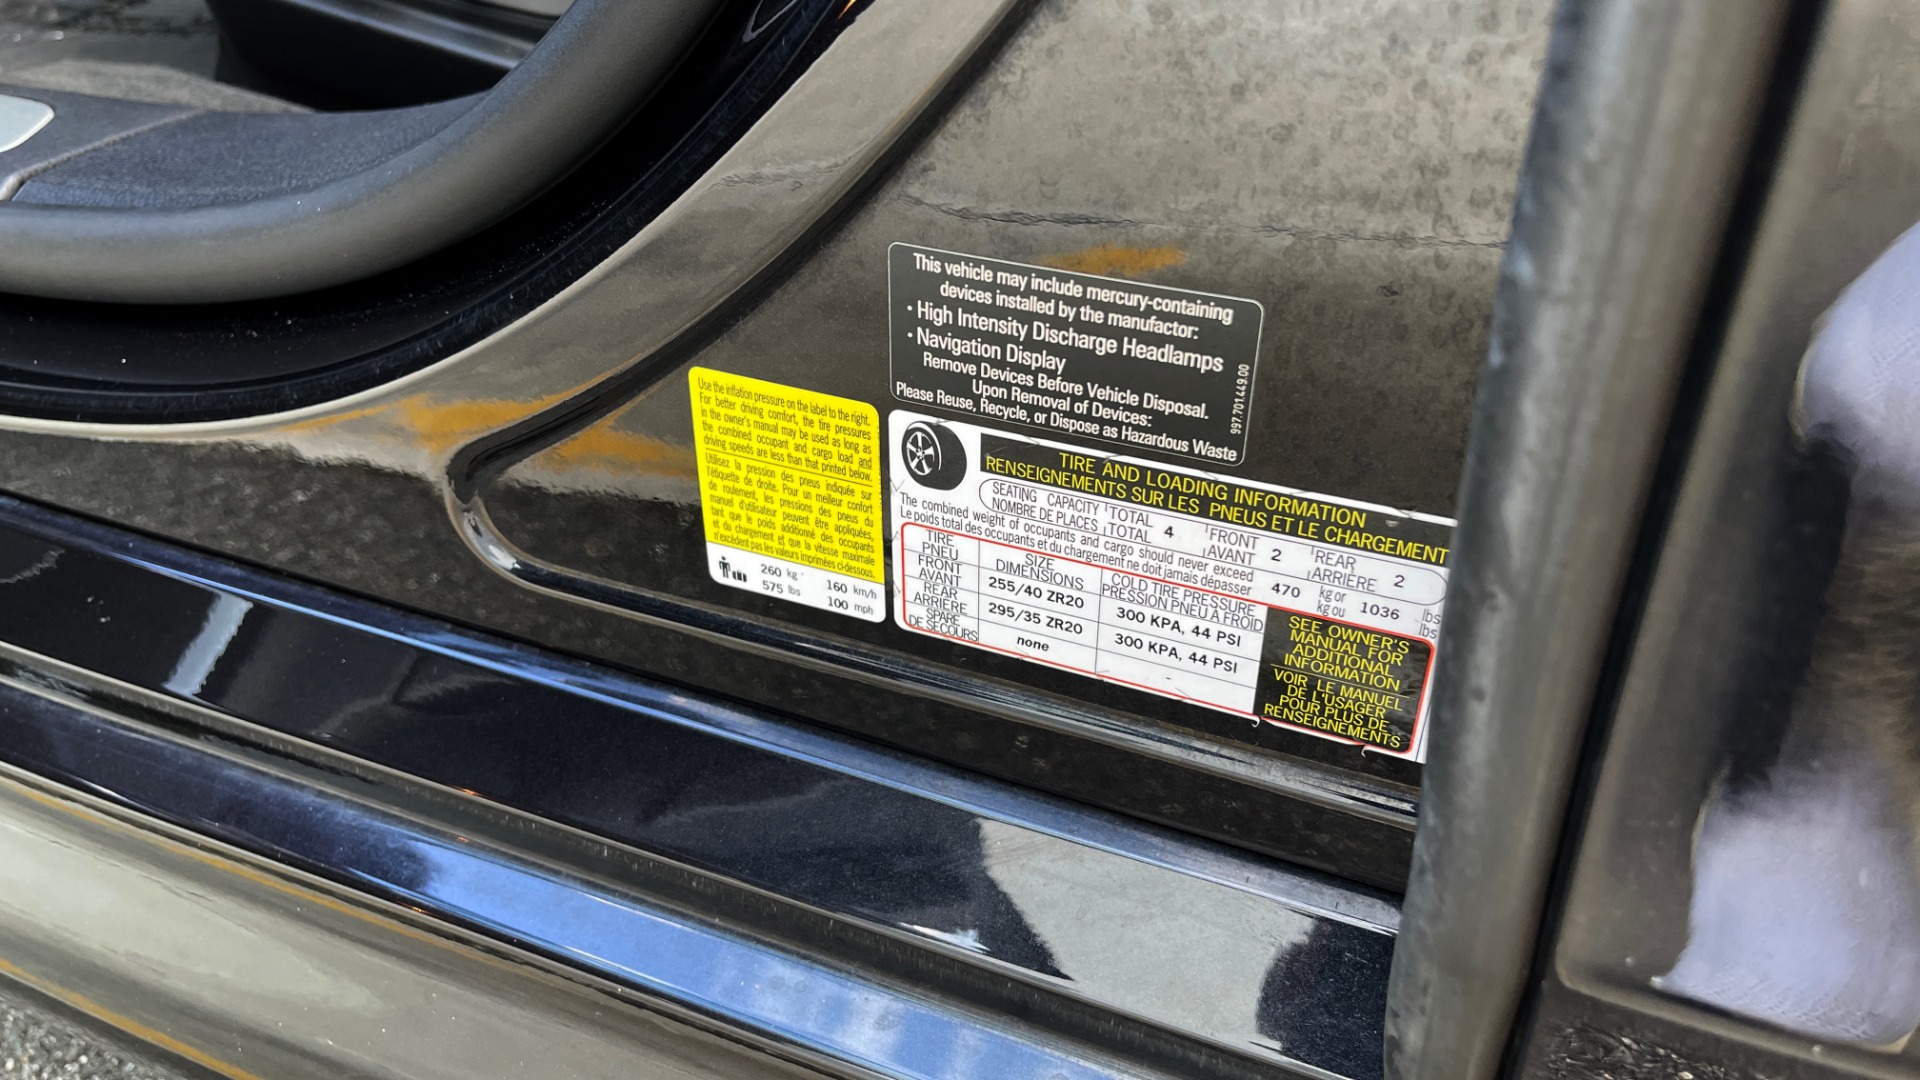 This vehicle may include mercury-containing
devices installed by the manufactor:
• High Intensity Discharge Headlamps
• Navigation Display
Remove Devices Before Vehicle Disposal.
Upon Removal of Devices:
Please Reuse, Recycle, or Dispose as Hazardous Waste
997.701.449.00
Use the inflation pressure on the label to the right.
For better driving comfort, the tire pressures
in the owner's manual may be used as long as
the combined occupant and cargo load and
driving speeds are less than that printed below.
Utilisez la pression des pneus indiquée sur
l'étiquette de droite. Pour un meilleur confort
de roulement, les pressions des pneus du
manuel d'utilisateur peuvent être appliquées,
tant que le poids additionné des occupants
et du chargement et que la vitesse maximale
n'excèdent pas les valeurs imprimées ci-dessous.
260 kg 160 km/h
575 lbs 100 mph
TIRE AND LOADING INFORMATION
RENSEIGNEMENTS SUR LES PNEUS ET LE CHARGEMENT
SEATING CAPACITY TOTAL 4 FRONT 2 REAR 2
NOMBRE DE PLACES TOTAL AVANT ARRIÈRE
The combined weight of occupants and cargo should never exceed 470 kg or 1036 lbs
Le poids total des occupants et du chargement ne doit jamais dépasser kg ou lbs
TIRE SIZE COLD TIRE PRESSURE
PNEU DIMENSIONS PRESSION PNEU A FROID
FRONT 255/40 ZR20 300 KPA, 44 PSI
AVANT
REAR 295/35 ZR20 300 KPA, 44 PSI
ARRIÈRE
SPARE none
DE SECOURS
SEE OWNER'S
MANUAL FOR
ADDITIONAL
INFORMATION
VOIR LE MANUEL
DE L'USAGER
POUR PLUS DE
RENSEIGNEMENTS